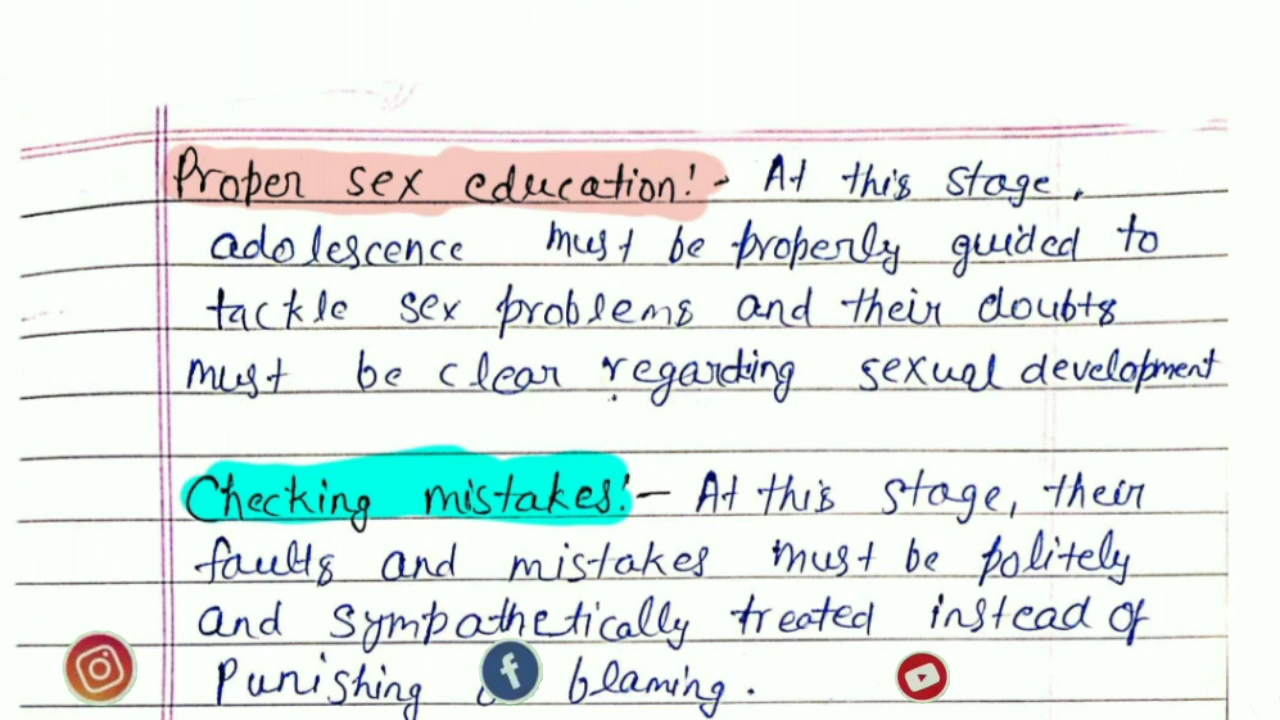 Proper sex education:- At this stage,
adolescence must be properly guided to
tackle sex problems and their doubts
must be clear regarding sexual development
Checking mistakes:- At this stage, their
faults and mistakes must be politely
and sympathetically treated instead of
Punishing blaming.